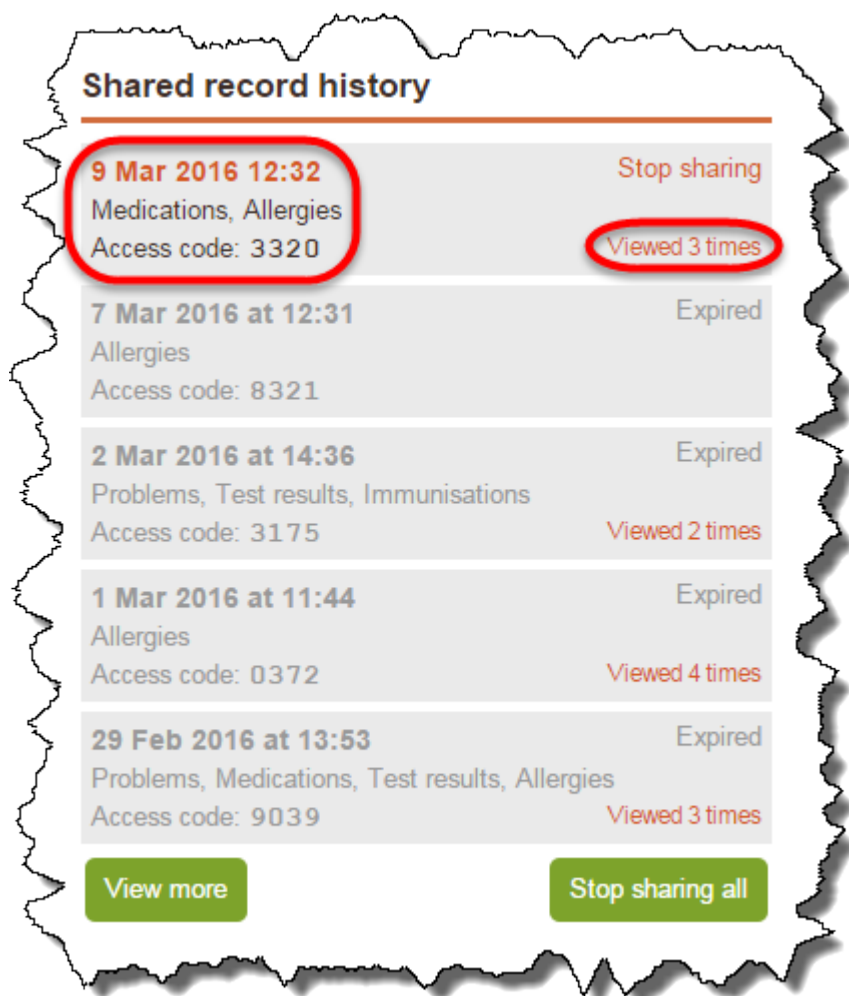 Shared record history
9 Mar 2016 12:32
Stop sharing
Medications, Allergies
Access code: 3320
Viewed 3 times
7 Mar 2016 at 12:31
Expired
Allergies
Access code: 8321
2 Mar 2016 at 14:36
Expired
Problems, Test results, Immunisations
Access code: 3175
Viewed 2 times
1 Mar 2016 at 11:44
Expired
Allergies
Access code: 0372
Viewed 4 times
29 Feb 2016 at 13:53
Expired
Problems, Medications, Test results, Allergies
Access code: 9039
Viewed 3 times
View more
Stop sharing all